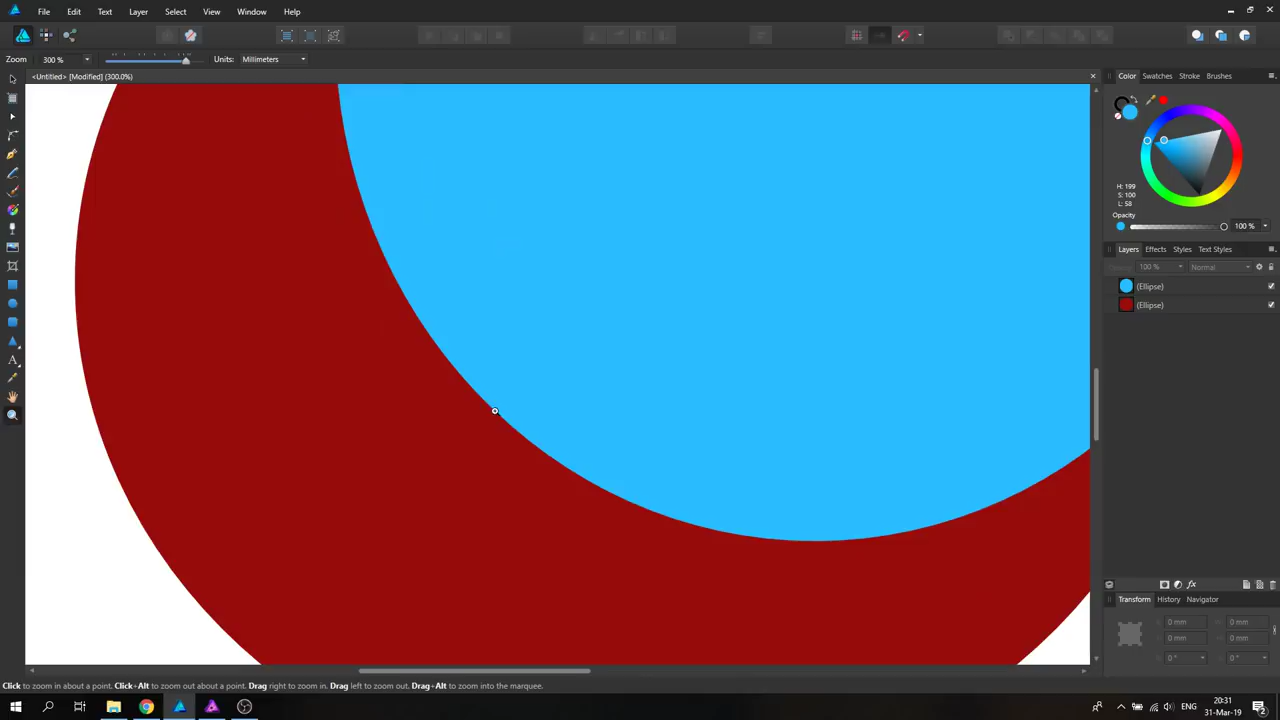 File Edit Text Layer Select View Window Help
Zoom 300 % Units: Millimeters
<Untitled> [Modified] (300.0%)
Color Swatches Stroke Brushes
H: 199
S: 100
L: 58
Opacity
100 %
Layers Effects Styles Text Styles
100 % Normal
(Ellipse)
(Ellipse)
Transform History Navigator
0 mm 0 mm
0 mm 0 mm
0 ° 0 °
Click to zoom in about a point. Click+Alt to zoom out about a point. Drag right to zoom in. Drag left to zoom out. Drag+Alt to zoom into the marquee.
ENG
20:31
31-Mar-19